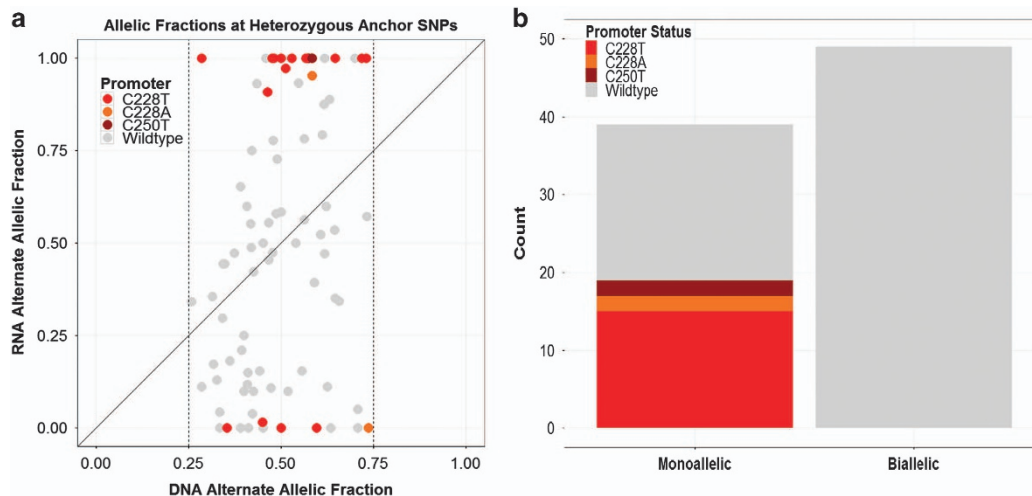 a
Allelic Fractions at Heterozygous Anchor SNPs
1.00
0.75
0.50
0.25
0.00
RNA Alternate Allelic Fraction
Promoter
C228T
C228A
C250T
Wildtype
0.00 0.25 0.50 0.75 1.00
DNA Alternate Allelic Fraction
b
50
40
30
20
10
0
Count
Promoter Status
C228T
C228A
C250T
Wildtype
Monoallelic Biallelic